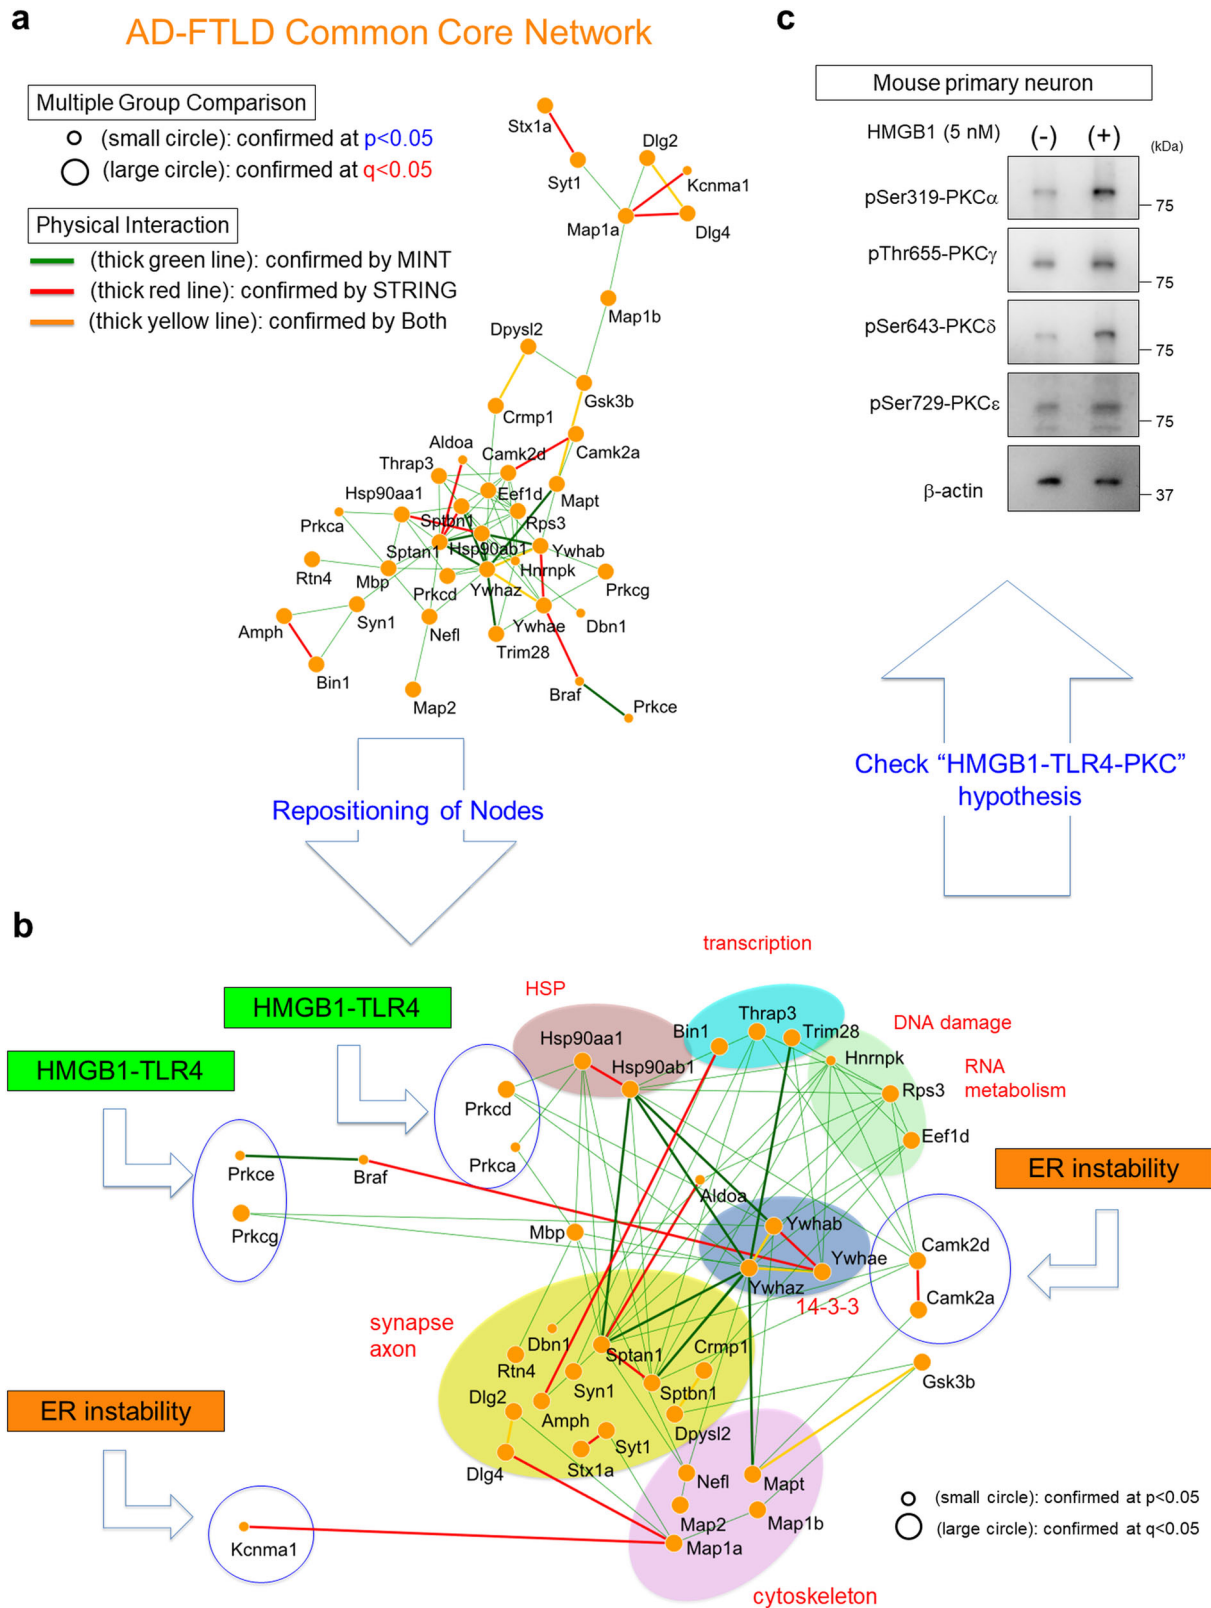 a
AD-FTLD Common Core Network
Multiple Group Comparison
(small circle): confirmed at p<0.05
(large circle): confirmed at q<0.05
Physical Interaction
(thick green line): confirmed by MINT
(thick red line): confirmed by STRING
(thick yellow line): confirmed by Both
Stx1a
Dlg2
Syt1
Kcnma1
Map1a
Dlg4
Map1b
Dpysl2
Gsk3b
Crmp1
Aldoa
Camk2d
Camk2a
Thrap3
Hsp90aa1
Eef1d
Mapt
Prkca
Sptbn1
Rps3
Sptan1
Hsp90ab1
Ywhab
Rtn4
Mbp
Hnrnpk
Prkcd
Ywhaz
Prkcg
Amph
Syn1
Nefl
Ywhae
Dbn1
Trim28
Bin1
Map2
Braf
Prkce
Repositioning of Nodes
c
Mouse primary neuron
HMGB1 (5 nM)
(-)
(+)
(kDa)
pSer319-PKCα
75
pThr655-PKCγ
75
pSer643-PKCδ
75
pSer729-PKCε
75
β-actin
37
Check “HMGB1-TLR4-PKC”
hypothesis
b
transcription
HSP
HMGB1-TLR4
DNA damage
HMGB1-TLR4
RNA
metabolism
Hsp90aa1
Bin1
Thrap3
Trim28
Hsp90ab1
Hnrnpk
Rps3
Prkcd
Eef1d
Prkca
Prkce
Braf
ER instability
Aldoa
Prkcg
Mbp
Ywhab
Camk2d
Ywhae
Ywhaz
14-3-3
Camk2a
synapse
axon
Dbn1
Rtn4
Sptan1
Crmp1
Gsk3b
Syn1
Sptbn1
Dlg2
Amph
Dpysl2
ER instability
Syt1
Stx1a
Dlg4
Nefl
Mapt
Map2
Map1b
Kcnma1
Map1a
(small circle): confirmed at p<0.05
(large circle): confirmed at q<0.05
cytoskeleton